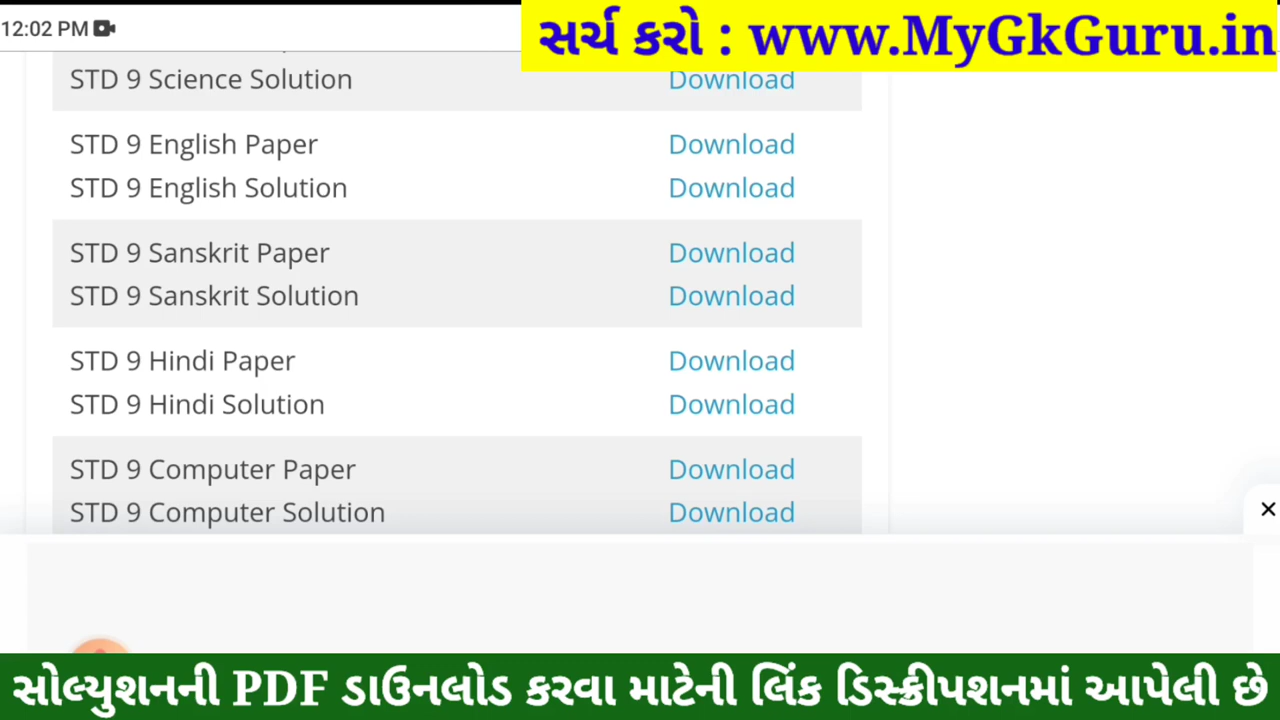 12:02 PM
સર્ચ કરો : www.MyGkGuru.in
STD 9 Science Solution Download
STD 9 English Paper Download
STD 9 English Solution Download
STD 9 Sanskrit Paper Download
STD 9 Sanskrit Solution Download
STD 9 Hindi Paper Download
STD 9 Hindi Solution Download
STD 9 Computer Paper Download
STD 9 Computer Solution Download
સોલ્યુશનની PDF ડાઉનલોડ કરવા માટેની લિંક ડિસ્ક્રીપશનમાં આપેલી છે